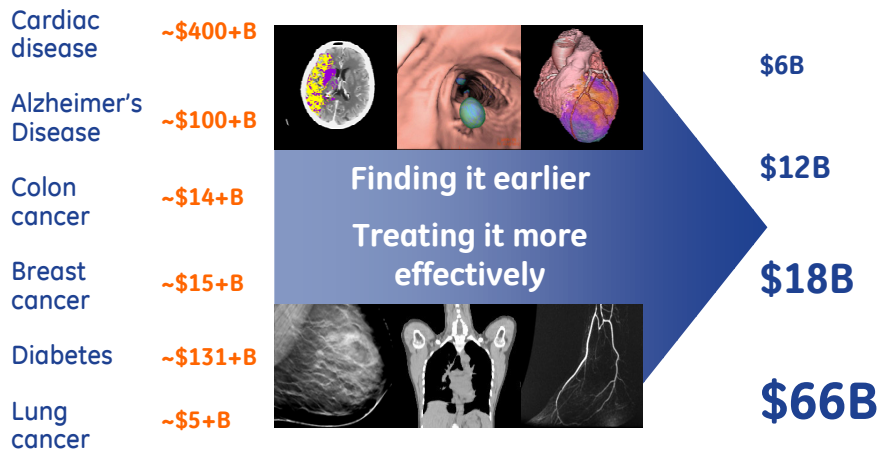 Cardiac
disease
~$400+B
Alzheimer’s
Disease
~$100+B
Colon
cancer
~$14+B
Breast
cancer
~$15+B
Diabetes
~$131+B
Lung
cancer
~$5+B
Finding it earlier
Treating it more
effectively
$6B
$12B
$18B
$66B